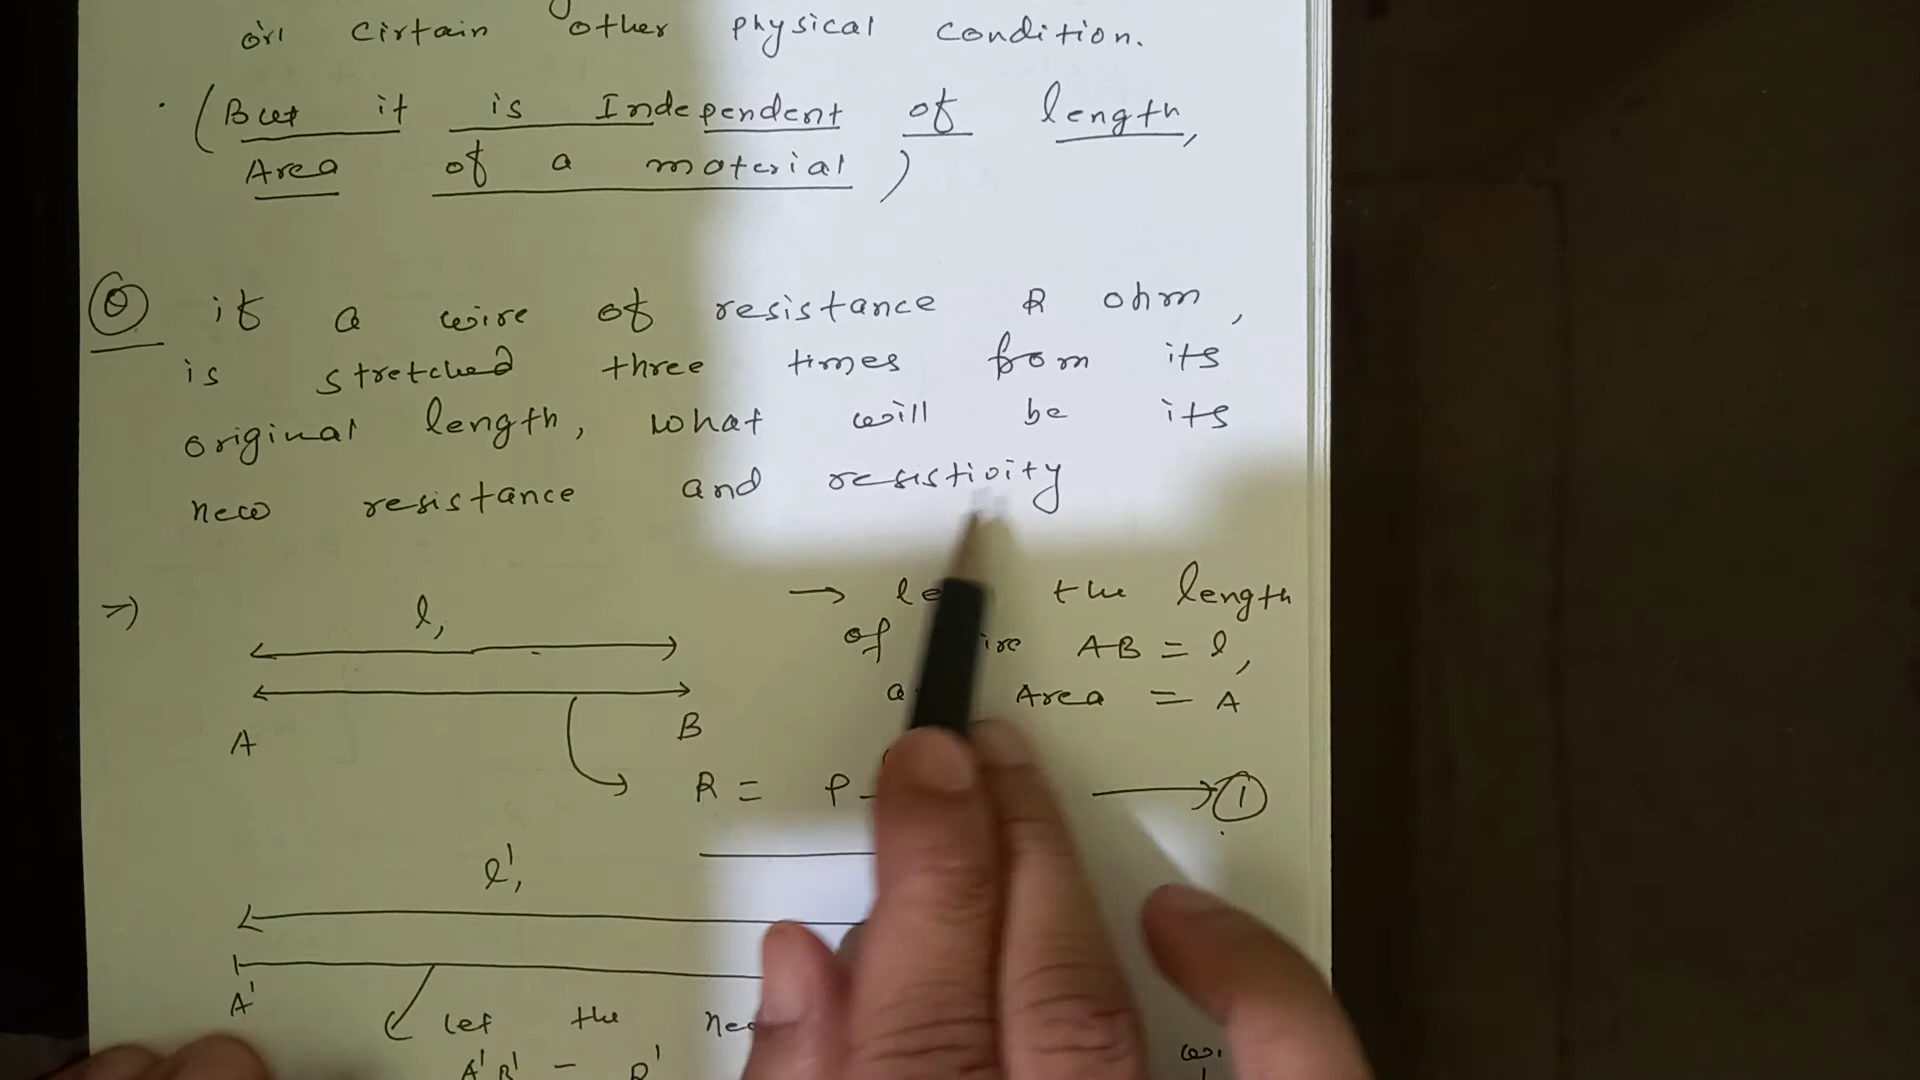 or certain other physical condition.
(But it is Independent of length,
Area of a material)
Q if a wire of resistance R ohm,
is stretched three times from its
original length, what will be its
new resistance and resistivity
=> l, → the length
of AB = l,
Area = A
A B
R = ρ → 1
l',
A'
let the
A'B' = R'